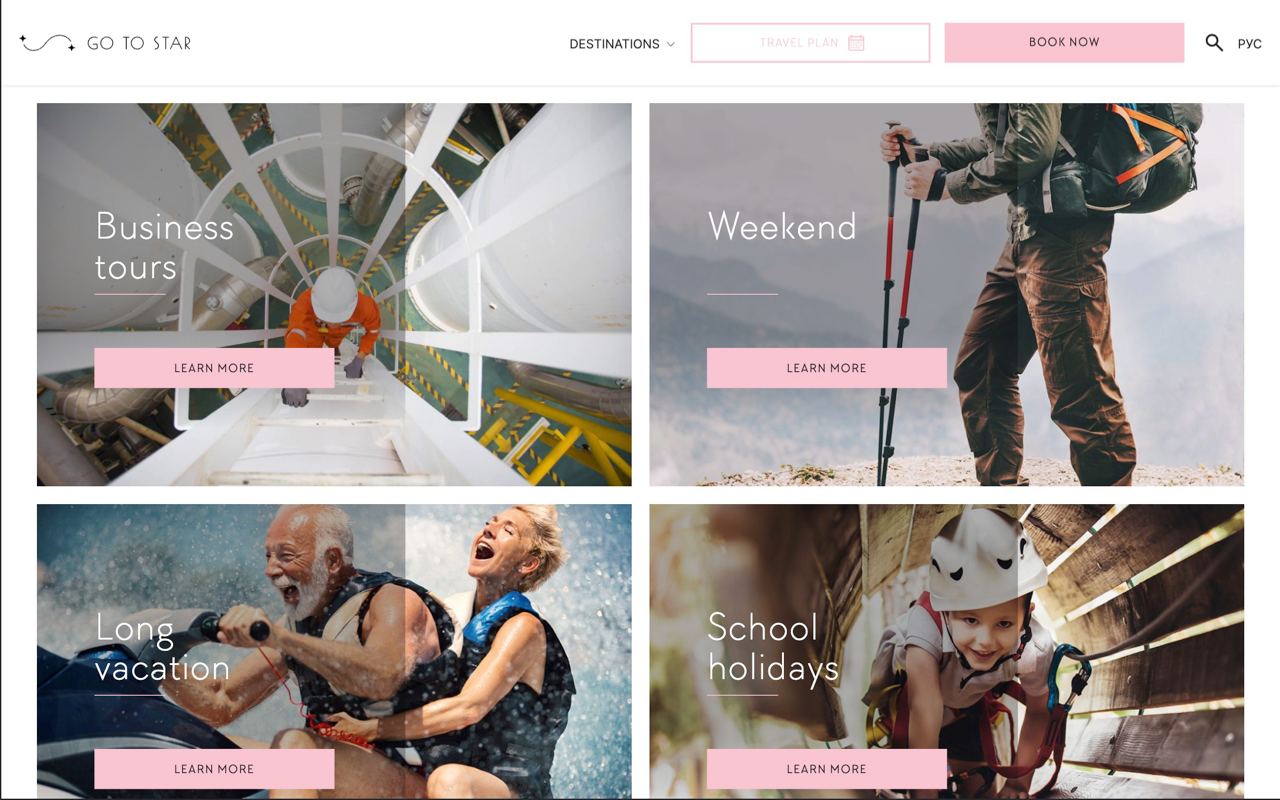 GO TO STAR
DESTINATIONS
TRAVEL PLAN
BOOK NOW
РУС
Business
tours
LEARN MORE
Weekend
LEARN MORE
Long
vacation
LEARN MORE
School
holidays
LEARN MORE